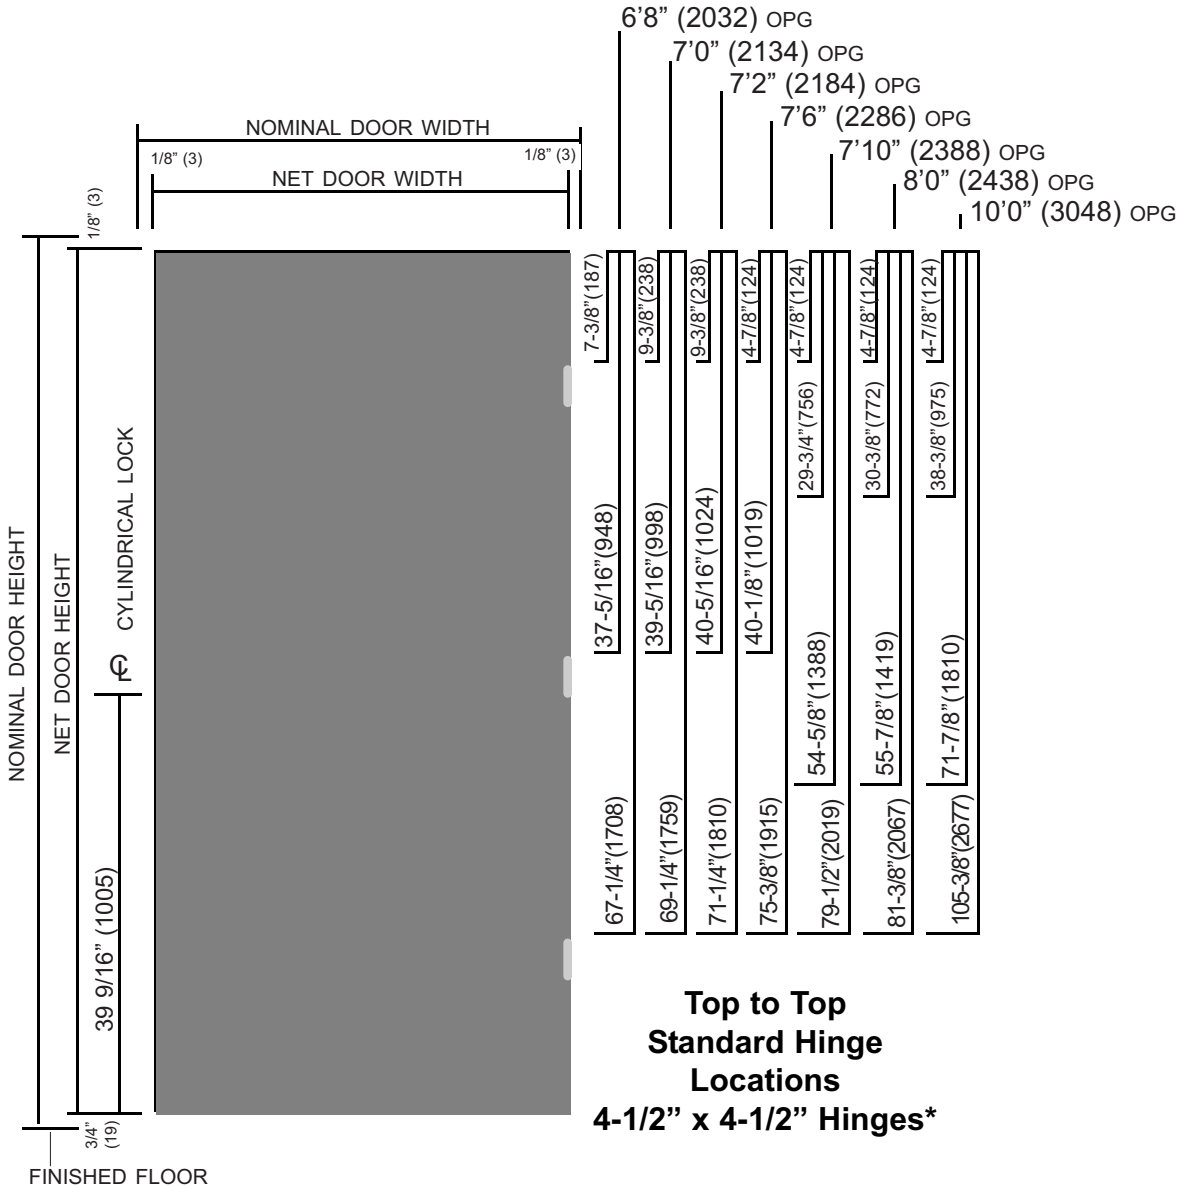 6’8” (2032) OPG
7’0” (2134) OPG
7’2” (2184) OPG
7’6” (2286) OPG
7’10” (2388) OPG
8’0” (2438) OPG
10’0” (3048) OPG
NOMINAL DOOR WIDTH
1/8” (3)
1/8” (3)
NET DOOR WIDTH
1/8” (3)
7-3/8”(187)
9-3/8”(238)
9-3/8”(238)
4-7/8”(124)
4-7/8”(124)
4-7/8”(124)
4-7/8”(124)
29-3/4”(756)
30-3/8”(772)
38-3/8”(975)
37-5/16”(948)
39-5/16”(998)
40-5/16”(1024)
40-1/8”(1019)
54-5/8”(1388)
55-7/8”(1419)
71-7/8”(1810)
67-1/4”(1708)
69-1/4”(1759)
71-1/4”(1810)
75-3/8”(1915)
79-1/2”(2019)
81-3/8”(2067)
105-3/8”(2677)
NOMINAL DOOR HEIGHT
NET DOOR HEIGHT
CYLINDRICAL LOCK
℄
39 9/16” (1005)
3/4”
(19)
FINISHED FLOOR
Top to Top
Standard Hinge
Locations
4-1/2” x 4-1/2” Hinges*